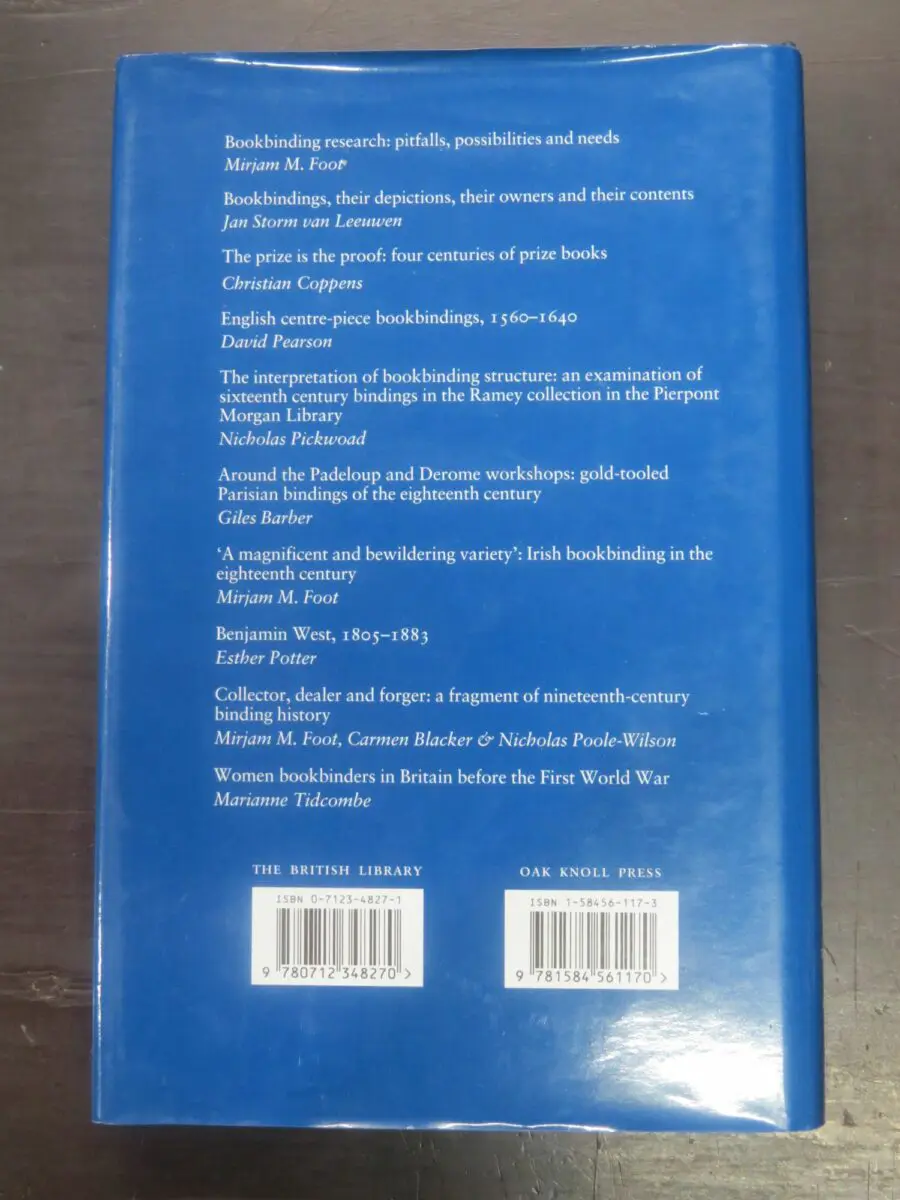 Bookbinding research: pitfalls, possibilities and needs
Mirjam M. Foot
Bookbindings, their depictions, their owners and their contents
Jan Storm van Leeuwen
The prize is the proof: four centuries of prize books
Christian Coppens
English centre-piece bookbindings, 1560–1640
David Pearson
The interpretation of bookbinding structure: an examination of
sixteenth century bindings in the Ramey collection in the Pierpont
Morgan Library
Nicholas Pickwoad
Around the Padeloup and Derome workshops: gold-tooled
Parisian bindings of the eighteenth century
Giles Barber
‘A magnificent and bewildering variety’: Irish bookbinding in the
eighteenth century
Mirjam M. Foot
Benjamin West, 1805–1883
Esther Potter
Collector, dealer and forger: a fragment of nineteenth-century
binding history
Mirjam M. Foot, Carmen Blacker & Nicholas Poole-Wilson
Women bookbinders in Britain before the First World War
Marianne Tidcombe
THE BRITISH LIBRARY
ISBN 0-7123-4827-1
9 780712 348270 >
OAK KNOLL PRESS
ISBN 1-58456-117-3
9 781584 561170 >